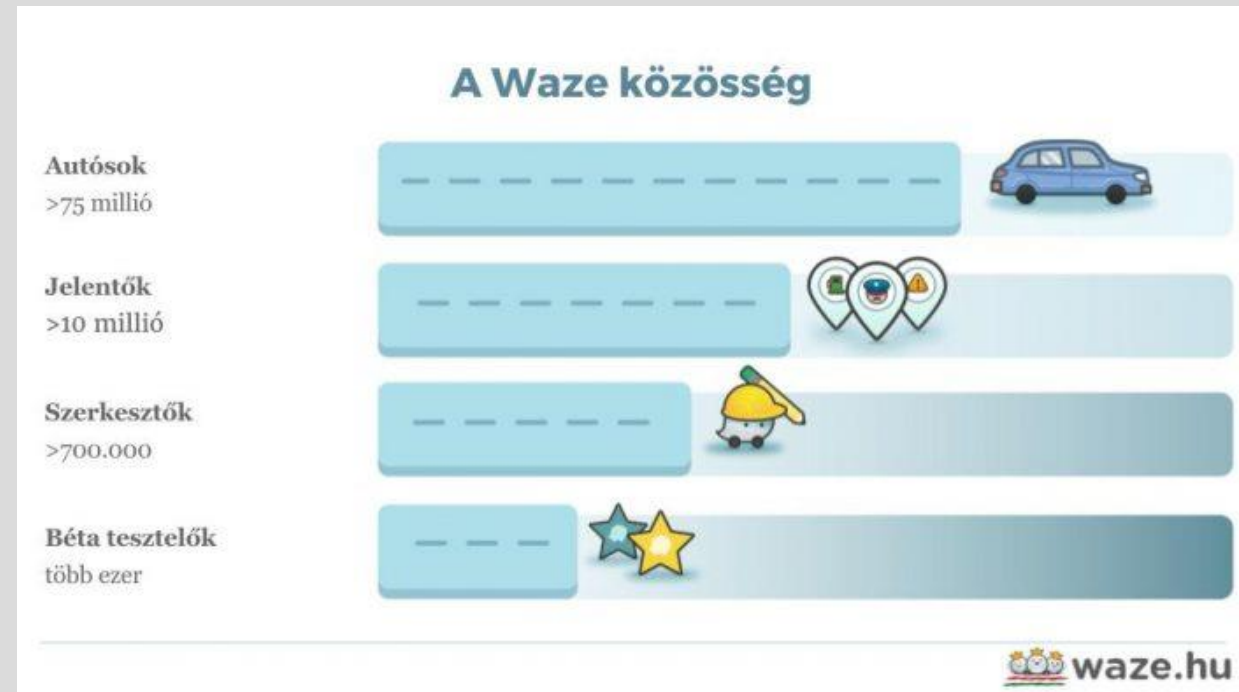 A Waze közösség
Autósok
>75 millió
Jelentők
>10 millió
Szerkesztők
>700.000
Béta tesztelők
több ezer
waze.hu